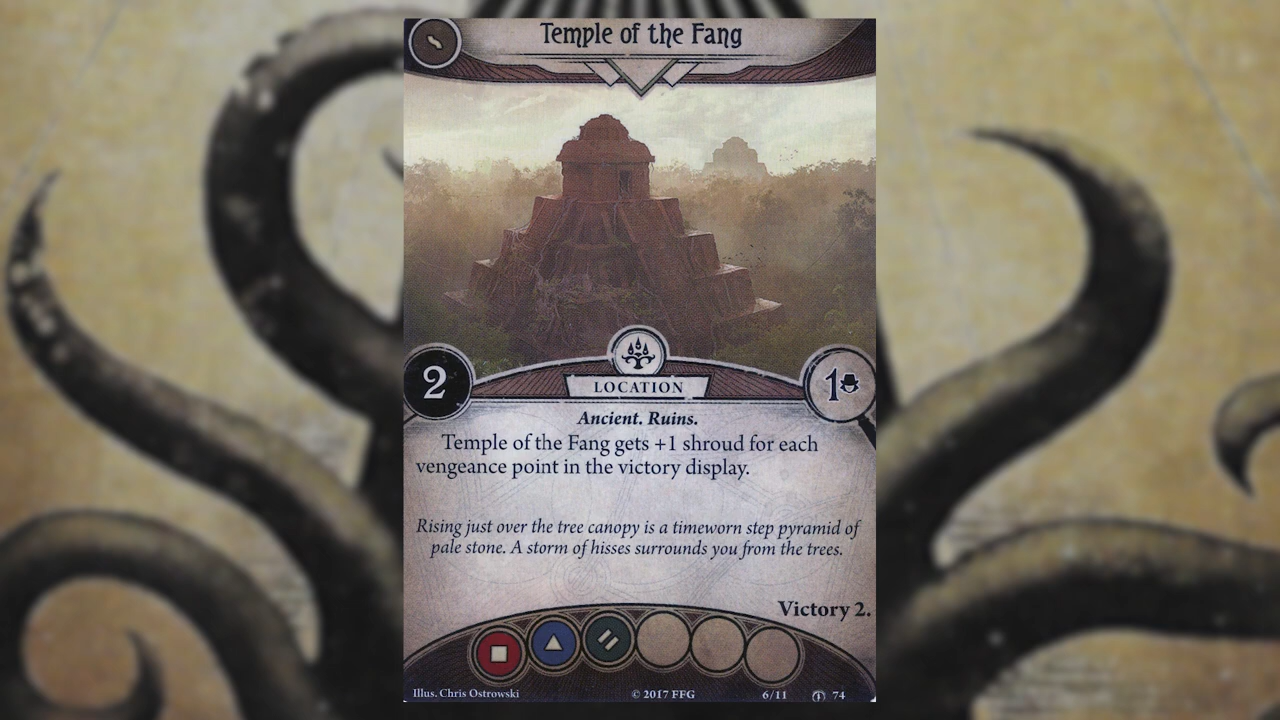 Temple of the Fang
2
LOCATION
1
Ancient. Ruins.
Temple of the Fang gets +1 shroud for each
vengeance point in the victory display.
Rising just over the tree canopy is a timeworn step pyramid of
pale stone. A storm of hisses surrounds you from the trees.
Victory 2.
Illus. Chris Ostrowski © 2017 FFG 6/11 74